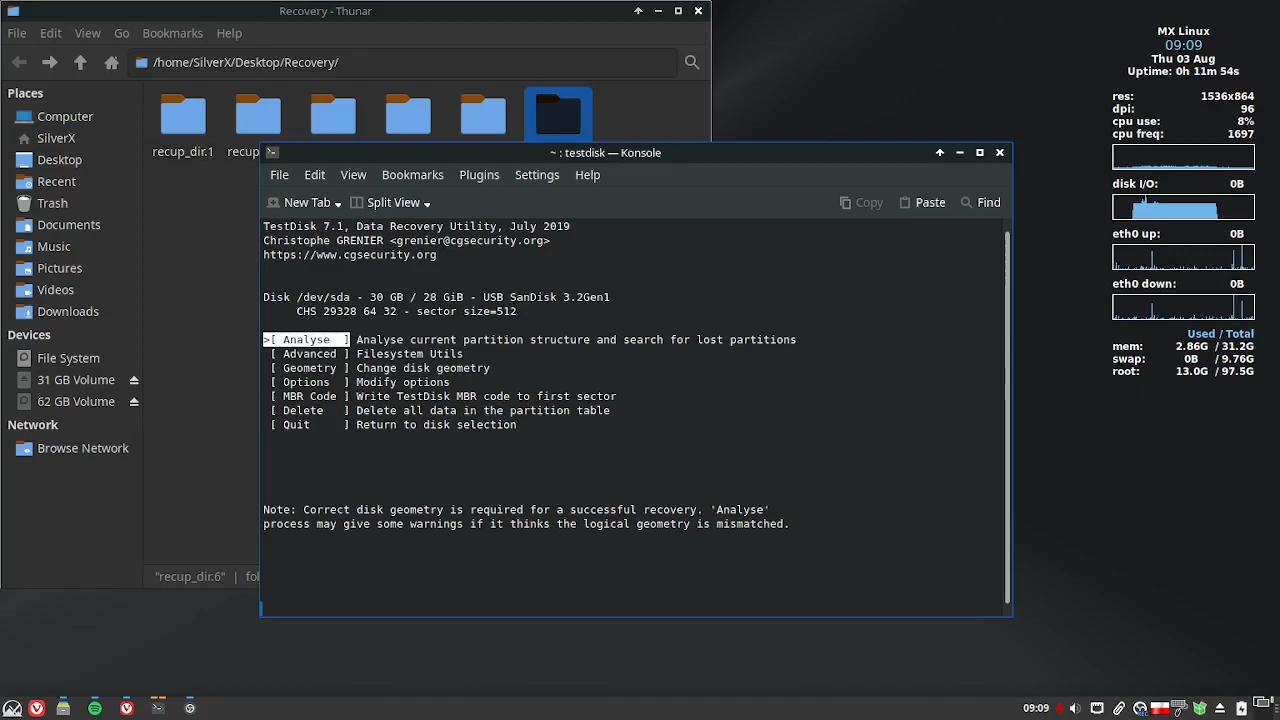 Recovery - Thunar
File Edit View Go Bookmarks Help
/home/SilverX/Desktop/Recovery/
Places
Computer
SilverX
Desktop
Recent
Trash
Documents
Music
Pictures
Videos
Downloads
Devices
File System
31 GB Volume
62 GB Volume
Network
Browse Network
recup_dir.1 recup
"recup_dir.6" | fol
~ : testdisk — Konsole
File Edit View Bookmarks Plugins Settings Help
New Tab Split View Copy Paste Find
TestDisk 7.1, Data Recovery Utility, July 2019
Christophe GRENIER <grenier@cgsecurity.org>
https://www.cgsecurity.org
Disk /dev/sda - 30 GB / 28 GiB - USB SanDisk 3.2Gen1
CHS 29328 64 32 - sector size=512
>[ Analyse ] Analyse current partition structure and search for lost partitions
[ Advanced ] Filesystem Utils
[ Geometry ] Change disk geometry
[ Options ] Modify options
[ MBR Code ] Write TestDisk MBR code to first sector
[ Delete ] Delete all data in the partition table
[ Quit ] Return to disk selection
Note: Correct disk geometry is required for a successful recovery. 'Analyse'
process may give some warnings if it thinks the logical geometry is mismatched.
MX Linux
09:09
Thu 03 Aug
Uptime: 0h 11m 54s
res: 1536x864
dpi: 96
cpu use: 8%
cpu freq: 1697
disk I/O: 0B
eth0 up: 0B
eth0 down: 0B
Used / Total
mem: 2.86G / 31.2G
swap: 0B / 9.76G
root: 13.0G / 97.5G
09:09